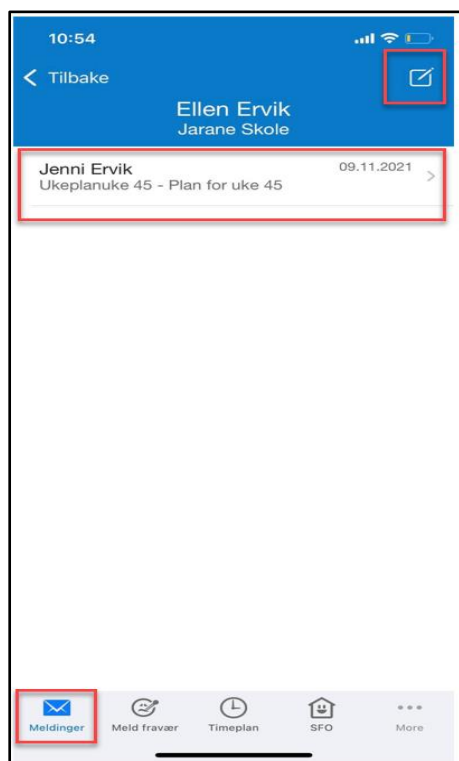 10:54
Tilbake
Ellen Ervik
Jarane Skole
Jenni Ervik 09.11.2021
Ukeplanuke 45 - Plan for uke 45
Meldinger Meld fravær Timeplan SFO More